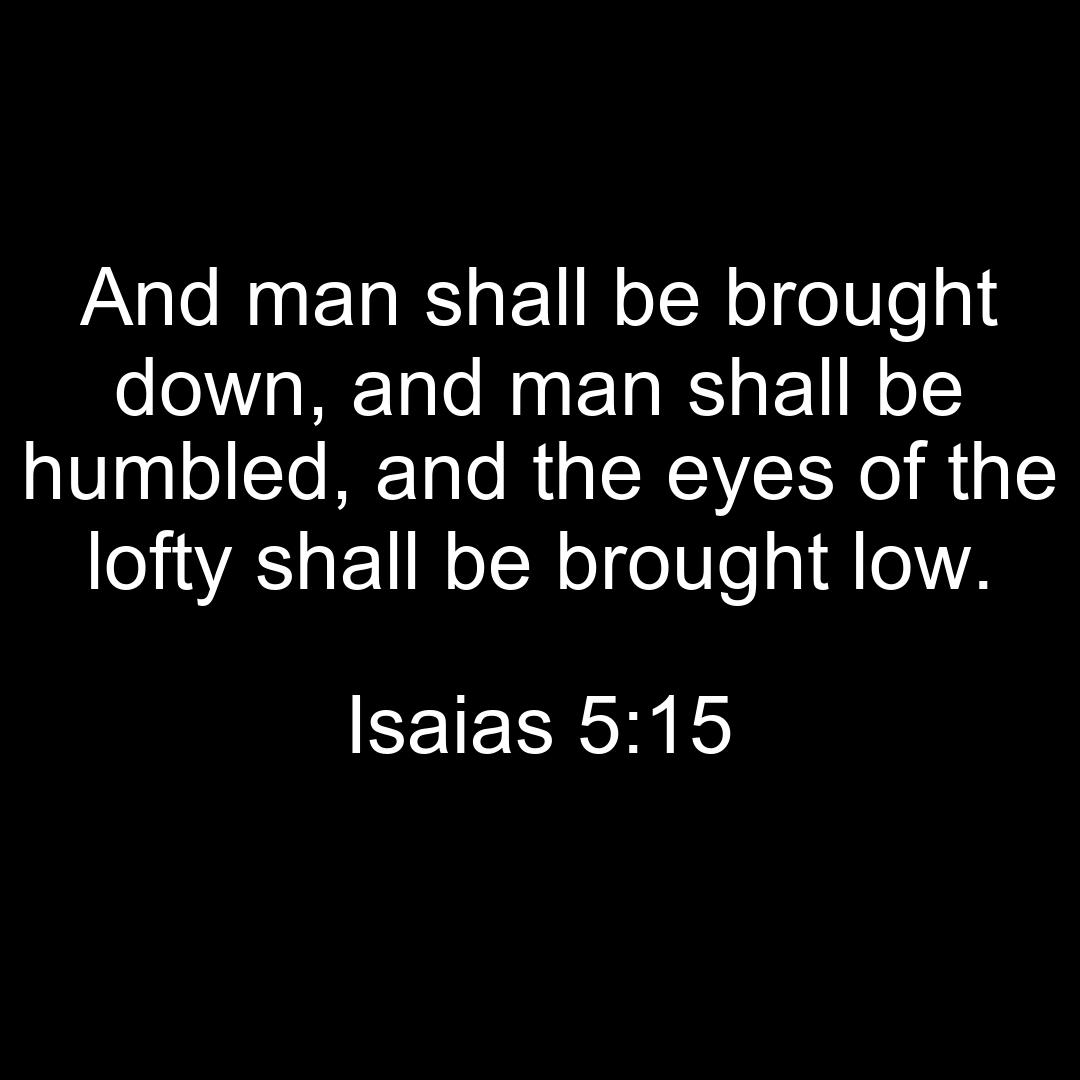 And man shall be brought
down, and man shall be
humbled, and the eyes of the
lofty shall be brought low.
Isaias 5:15